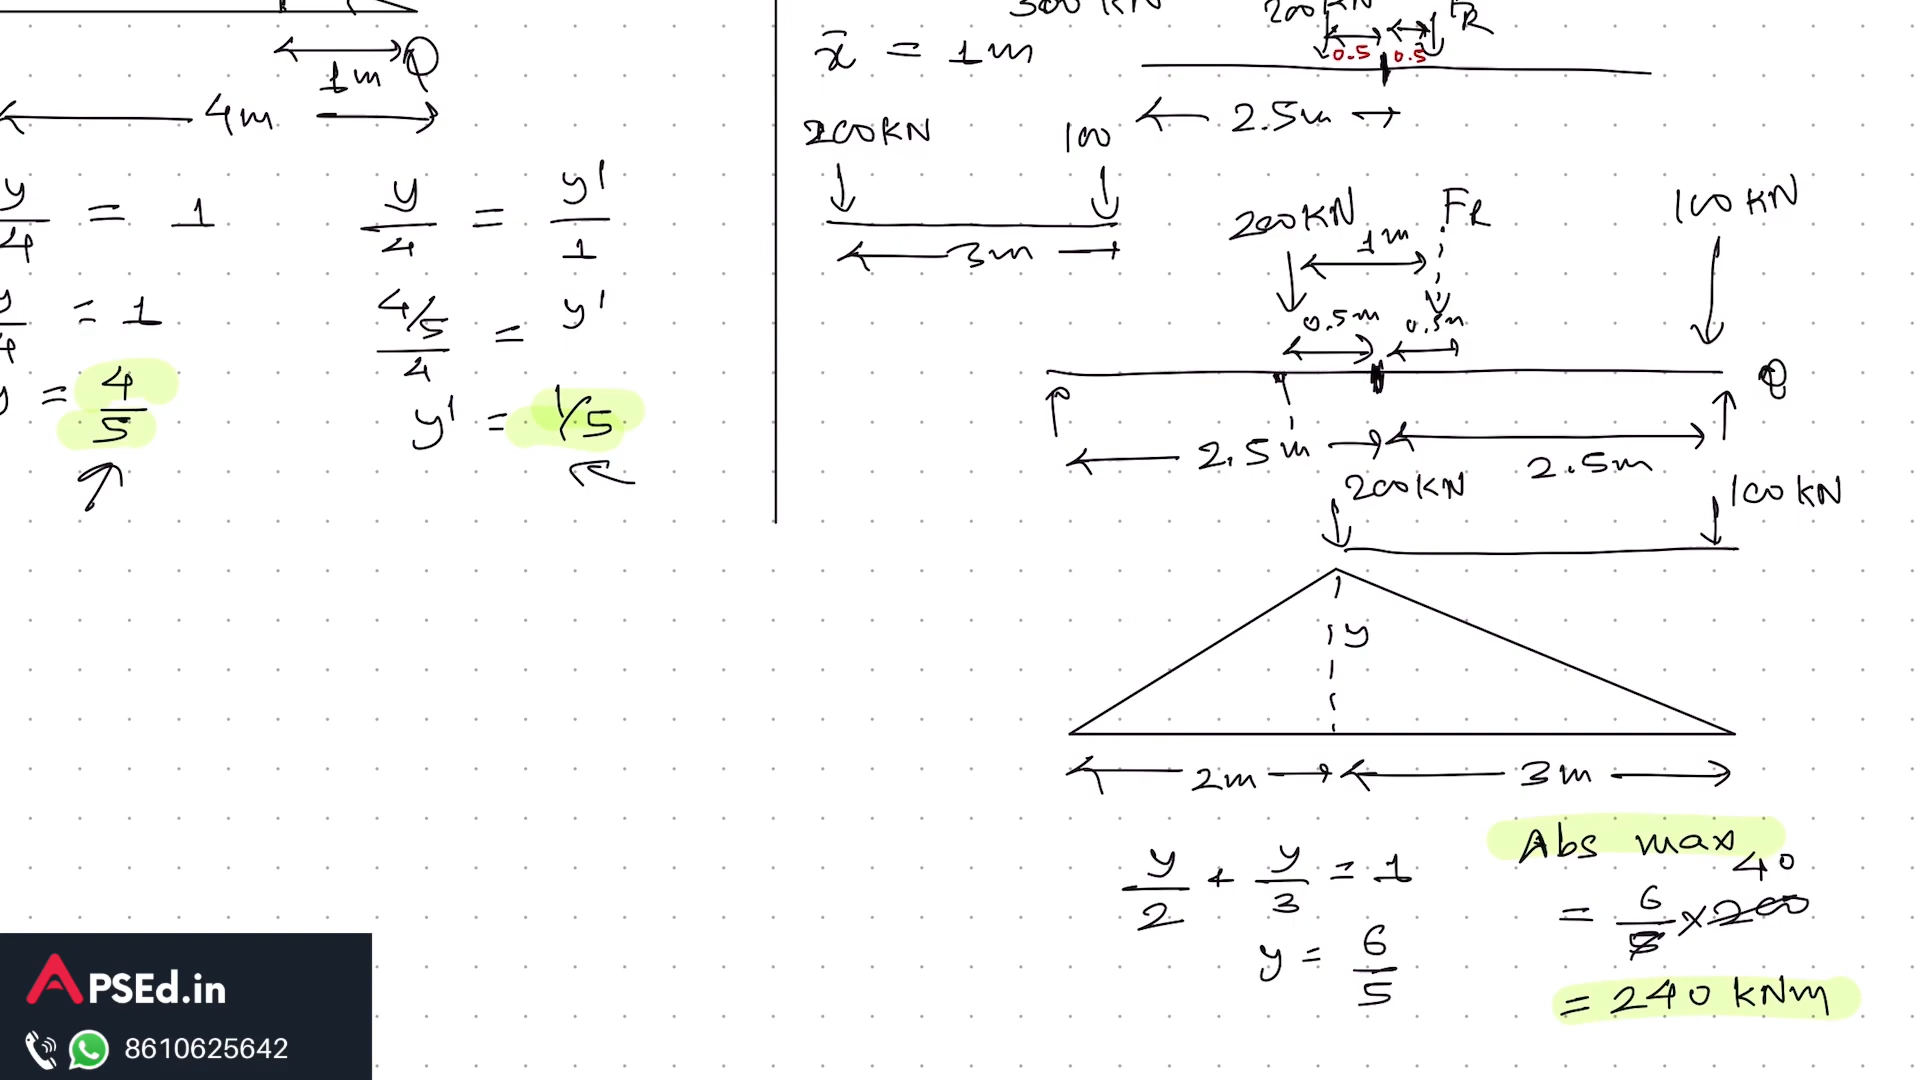 1m Q
4m
y/4 = 1
y/4 = y'/1
= 1
4/5/4 = y'
y = 4/5
y' = 1/5
x̄ = 1m
200KN
0.5 0.5
2.5m
200KN 100
3m
200KN FR 100 KN
1m
0.5m 0.5m
Q
2.5m 2.5m
200KN 100 KN
y
2m 3m
y/2 + y/3 = 1
y = 6/5
Abs max
40
= 6/5 × 200
= 240 kNm
APSEd.in
8610625642